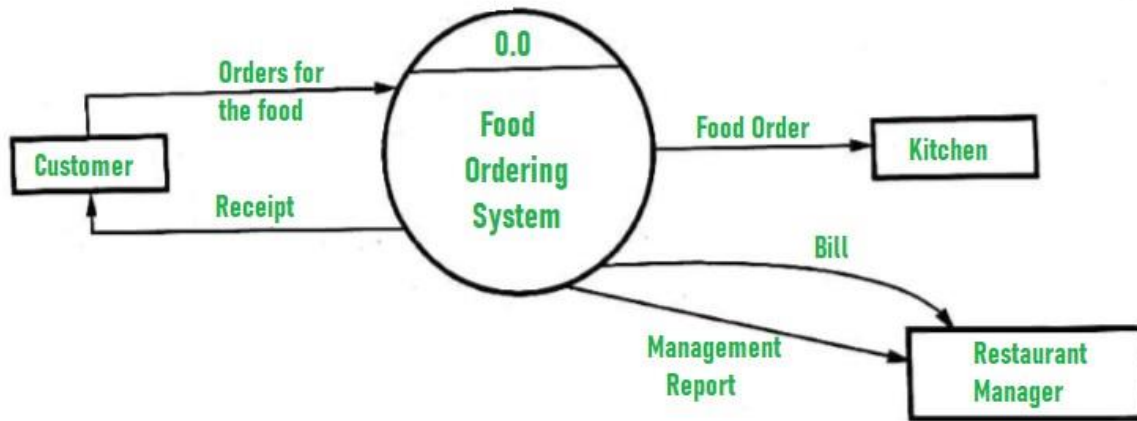 0.0
Orders for
the food
Food
Ordering
System
Food Order
Kitchen
Customer
Receipt
Bill
Management
Report
Restaurant
Manager